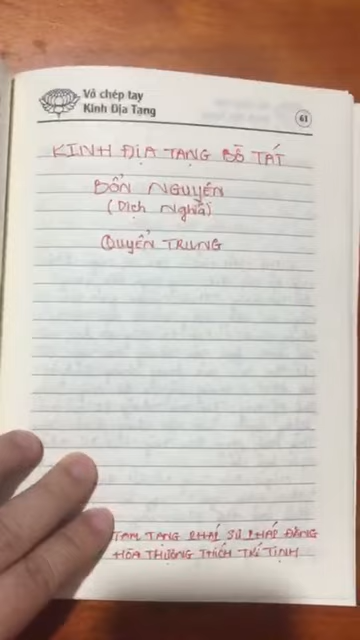 Vở chép tay
Kinh Địa Tạng
61
KINH ĐỊA TẠNG BỒ TÁT
BỔN NGUYÊN
(Dịch Nghĩa)
QUYỂN TRUNG
TAM TẠNG PHÁP SƯ PHÁP ĐĂNG
HÒA THƯỢNG THÍCH TRÍ TỊNH